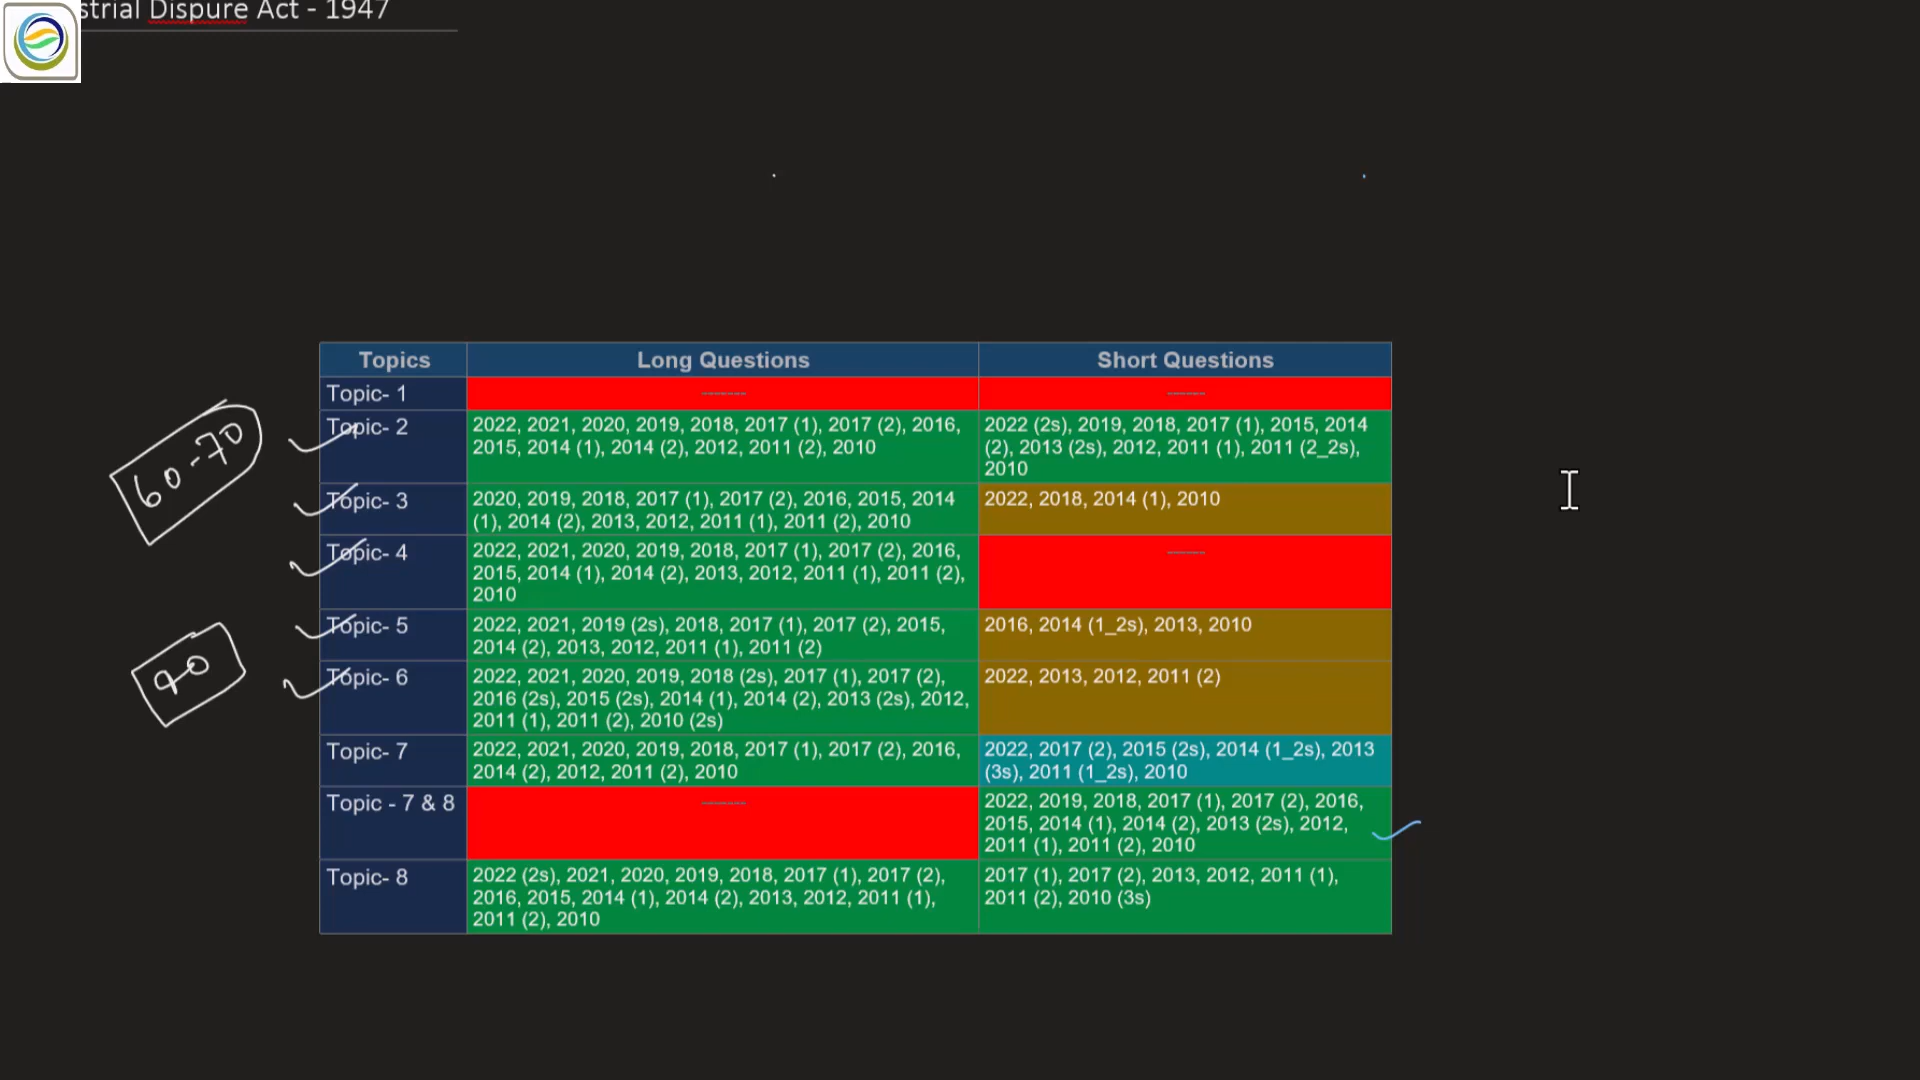 strial Dispure Act - 1947
Topics Long Questions Short Questions
Topic- 1 ------- ------
Topic- 2
2022, 2021, 2020, 2019, 2018, 2017 (1), 2017 (2), 2016,
2015, 2014 (1), 2014 (2), 2012, 2011 (2), 2010
2022 (2s), 2019, 2018, 2017 (1), 2015, 2014
(2), 2013 (2s), 2012, 2011 (1), 2011 (2_2s),
2010
60-70
Topic- 3
2020, 2019, 2018, 2017 (1), 2017 (2), 2016, 2015, 2014
(1), 2014 (2), 2013, 2012, 2011 (1), 2011 (2), 2010
2022, 2018, 2014 (1), 2010
Topic- 4
2022, 2021, 2020, 2019, 2018, 2017 (1), 2017 (2), 2016,
2015, 2014 (1), 2014 (2), 2013, 2012, 2011 (1), 2011 (2),
2010
------
Topic- 5
2022, 2021, 2019 (2s), 2018, 2017 (1), 2017 (2), 2015,
2014 (2), 2013, 2012, 2011 (1), 2011 (2)
2016, 2014 (1_2s), 2013, 2010
90
Topic- 6
2022, 2021, 2020, 2019, 2018 (2s), 2017 (1), 2017 (2),
2016 (2s), 2015 (2s), 2014 (1), 2014 (2), 2013 (2s), 2012,
2011 (1), 2011 (2), 2010 (2s)
2022, 2013, 2012, 2011 (2)
Topic- 7
2022, 2021, 2020, 2019, 2018, 2017 (1), 2017 (2), 2016,
2014 (2), 2012, 2011 (2), 2010
2022, 2017 (2), 2015 (2s), 2014 (1_2s), 2013
(3s), 2011 (1_2s), 2010
Topic - 7 & 8
-------
2022, 2019, 2018, 2017 (1), 2017 (2), 2016,
2015, 2014 (1), 2014 (2), 2013 (2s), 2012,
2011 (1), 2011 (2), 2010
Topic- 8
2022 (2s), 2021, 2020, 2019, 2018, 2017 (1), 2017 (2),
2016, 2015, 2014 (1), 2014 (2), 2013, 2012, 2011 (1),
2011 (2), 2010
2017 (1), 2017 (2), 2013, 2012, 2011 (1),
2011 (2), 2010 (3s)